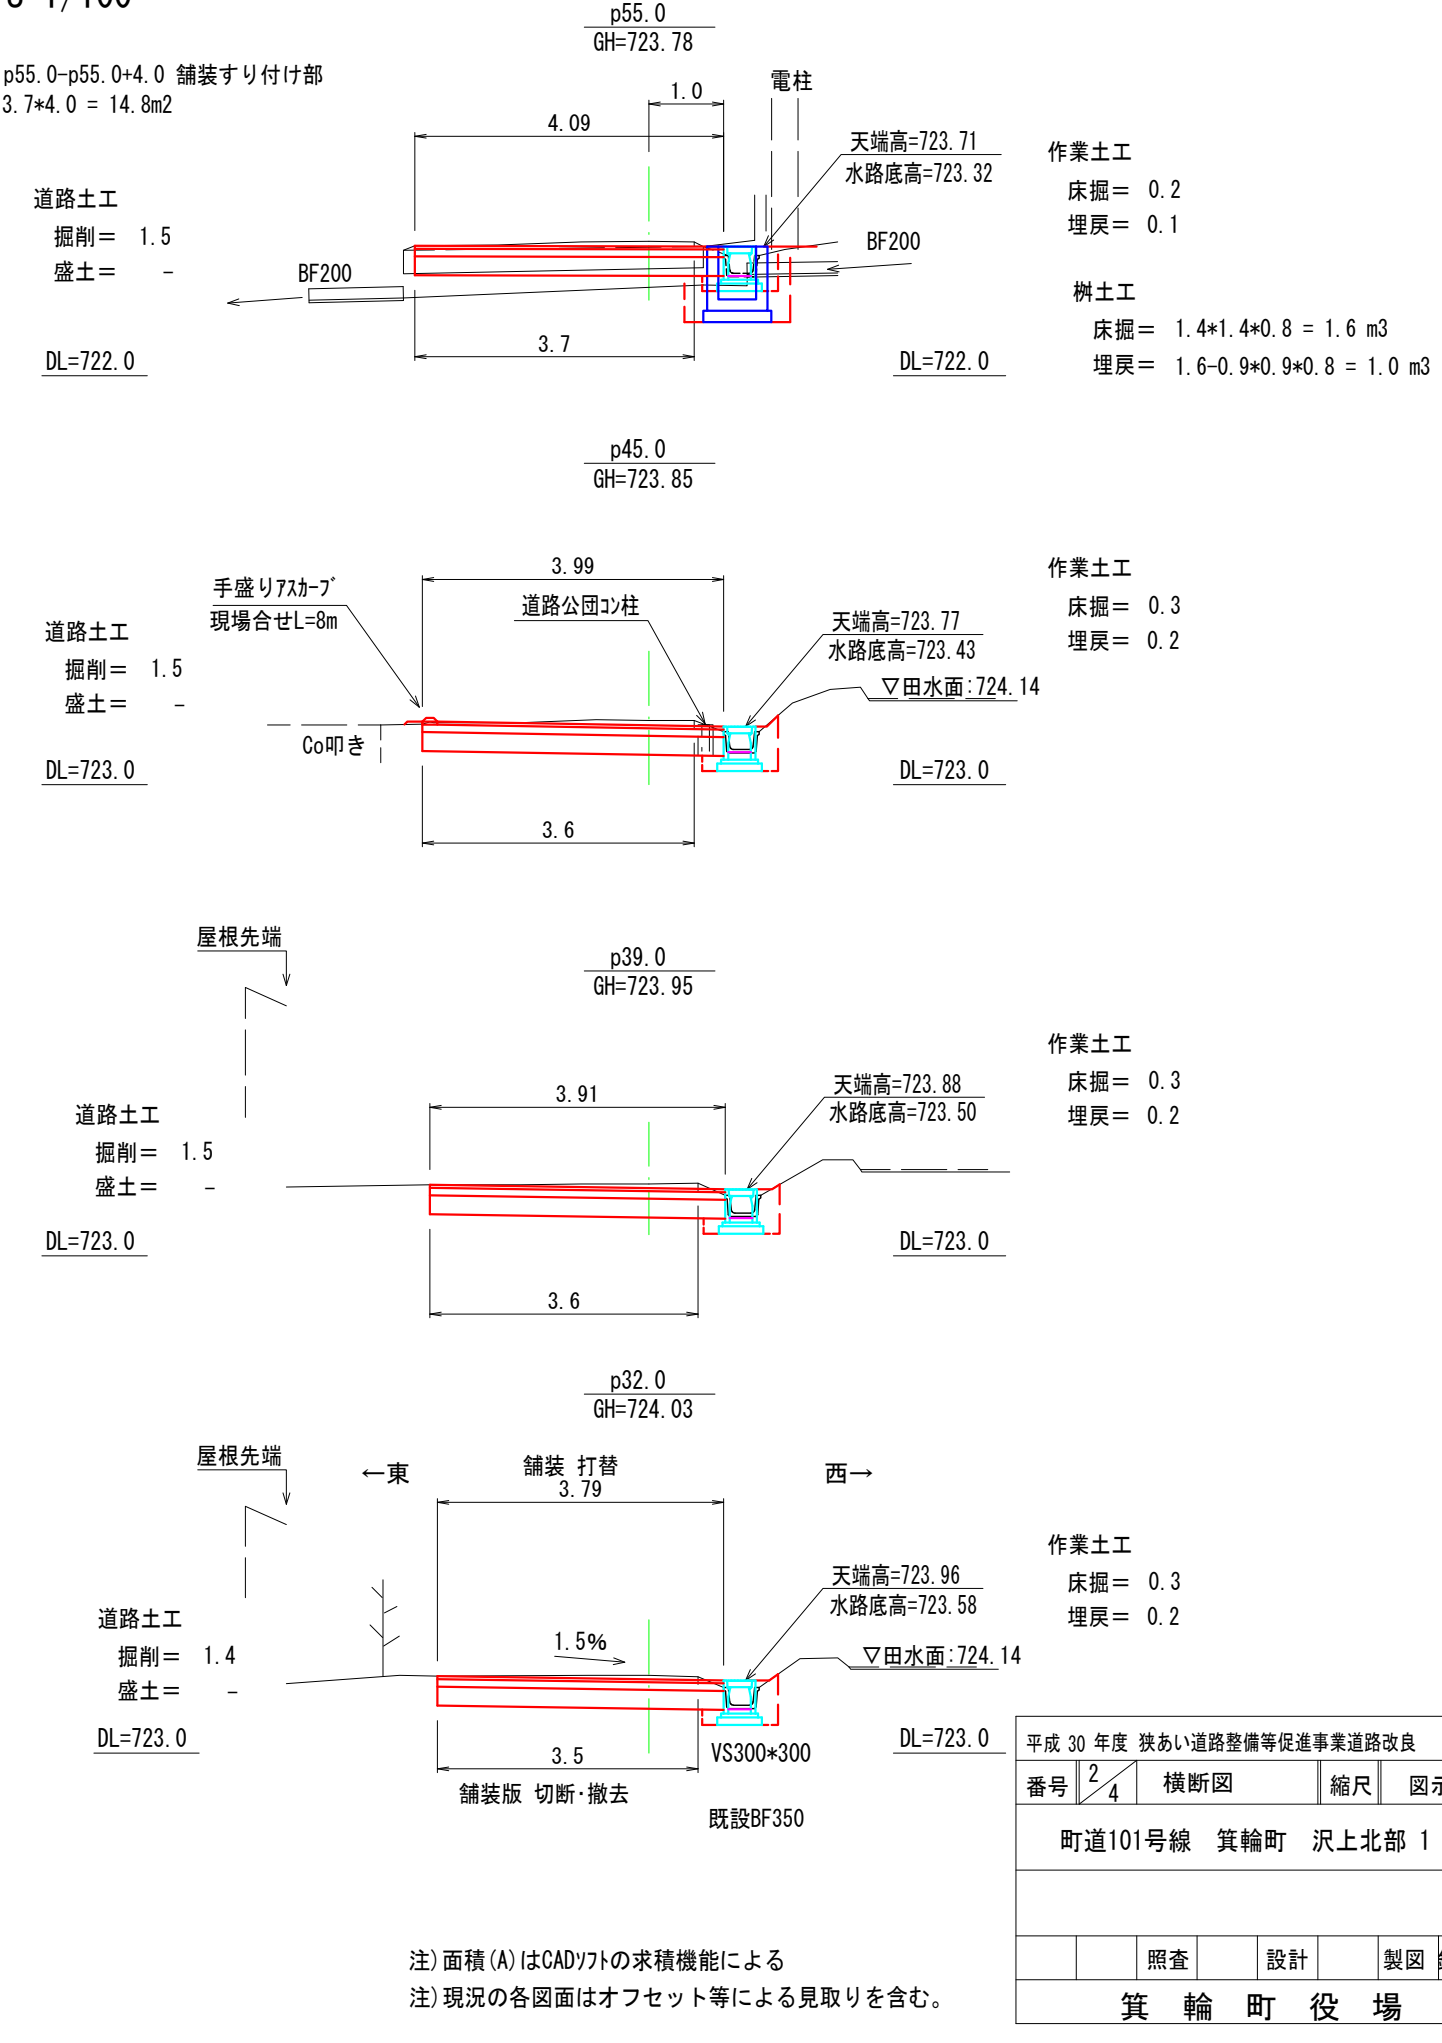 p55.0
GH=723.78
p55.0-p55.0+4.0 舗装すり付け部
3.7*4.0 = 14.8m2
電柱
1.0
4.09
天端高=723.71
水路底高=723.32
作業土工
床掘= 0.2
埋戻= 0.1
道路土工
掘削= 1.5
盛土= -
BF200
BF200
桝土工
床掘= 1.4*1.4*0.8 = 1.6 m3
埋戻= 1.6-0.9*0.9*0.8 = 1.0 m3
3.7
DL=722.0
DL=722.0
p45.0
GH=723.85
3.99
手盛りアスカーブ
現場合せL=8m
道路公団コン柱
天端高=723.77
水路底高=723.43
▽田水面:724.14
作業土工
床掘= 0.3
埋戻= 0.2
道路土工
掘削= 1.5
盛土= -
Co叩き
DL=723.0
DL=723.0
3.6
屋根先端
p39.0
GH=723.95
作業土工
床掘= 0.3
埋戻= 0.2
3.91
天端高=723.88
水路底高=723.50
道路土工
掘削= 1.5
盛土= -
DL=723.0
DL=723.0
3.6
p32.0
GH=724.03
屋根先端
←東
舗装 打替
西→
3.79
作業土工
床掘= 0.3
埋戻= 0.2
天端高=723.96
水路底高=723.58
▽田水面:724.14
道路土工
掘削= 1.4
盛土= -
1.5%
DL=723.0
DL=723.0
3.5
VS300*300
舗装版 切断・撤去
既設BF350
平成 30 年度 狭あい道路整備等促進事業道路改良
番号 2/4 横断図 縮尺 図示
町道101号線 箕輪町 沢上北部 1
照査 設計 製図
箕輪町役場
注)面積(A)はCADソフトの求積機能による
注)現況の各図面はオフセット等による見取りを含む。